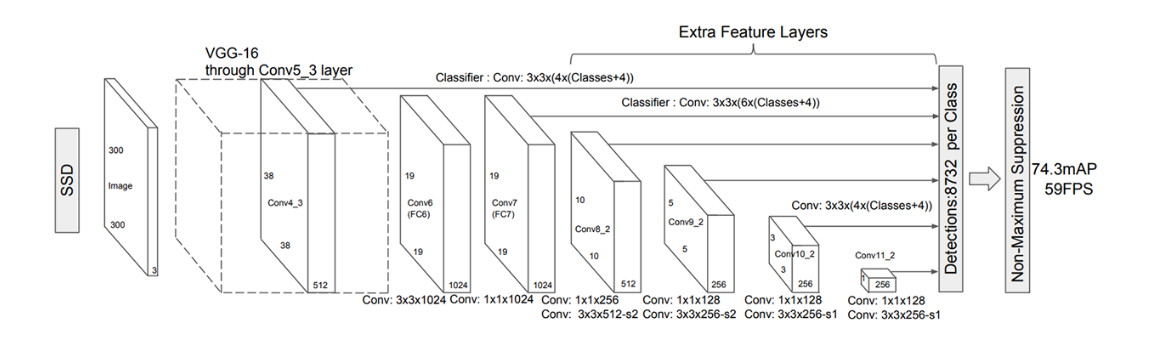 Extra Feature Layers
VGG-16
through Conv5_3 layer
Classifier : Conv: 3x3x(4x(Classes+4))
Classifier : Conv: 3x3x(6x(Classes+4))
SSD
300
Image
300
3
38
Conv4_3
38
512
19
Conv6
(FC6)
19
1024
19
Conv7
(FC7)
19
1024
10
Conv8_2
10
512
5
Conv9_2
5
256
Conv: 3x3x(4x(Classes+4))
3
Conv10_2
3
256
Conv11_2
1
256
Detections:8732 per Class
Non-Maximum Suppression
74.3mAP
59FPS
Conv: 3x3x1024
Conv: 1x1x1024
Conv: 1x1x256
Conv: 3x3x512-s2
Conv: 1x1x128
Conv: 3x3x256-s2
Conv: 1x1x128
Conv: 3x3x256-s1
Conv: 1x1x128
Conv: 3x3x256-s1